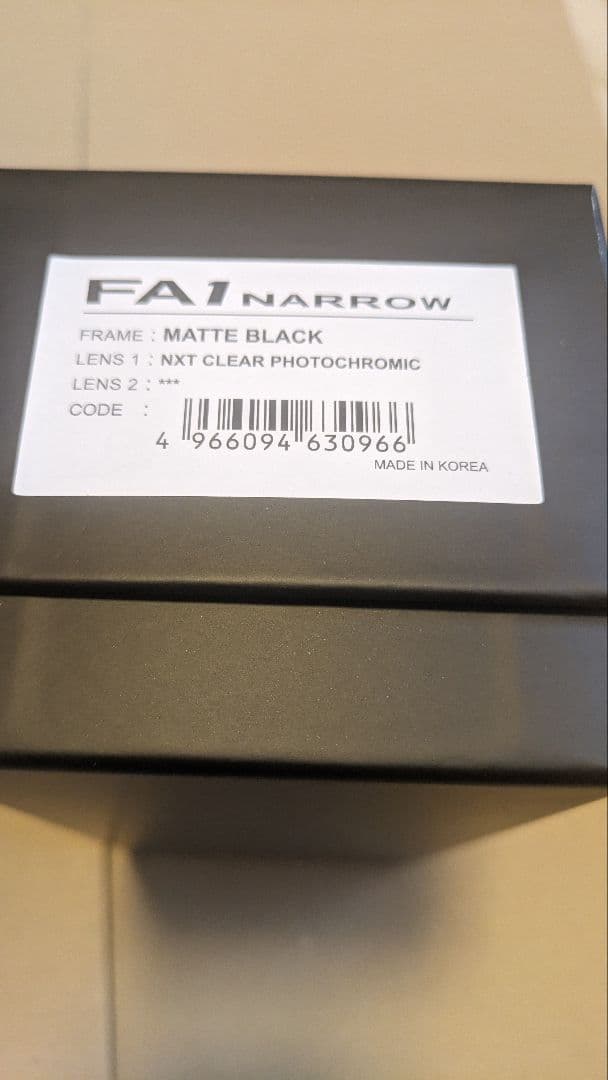 FA1 NARROW
FRAME : MATTE BLACK
LENS 1 : NXT CLEAR PHOTOCHROMIC
LENS 2 : ***
CODE :
4 966094 630966
MADE IN KOREA